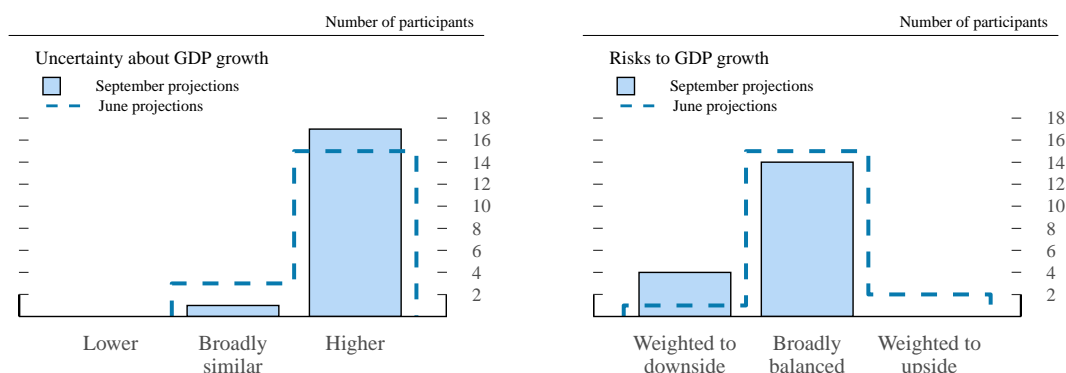 Number of participants
Uncertainty about GDP growth
September projections
June projections
18
16
14
12
10
8
6
4
2
Lower
Broadly
similar
Higher
Number of participants
Risks to GDP growth
September projections
June projections
18
16
14
12
10
8
6
4
2
Weighted to
downside
Broadly
balanced
Weighted to
upside